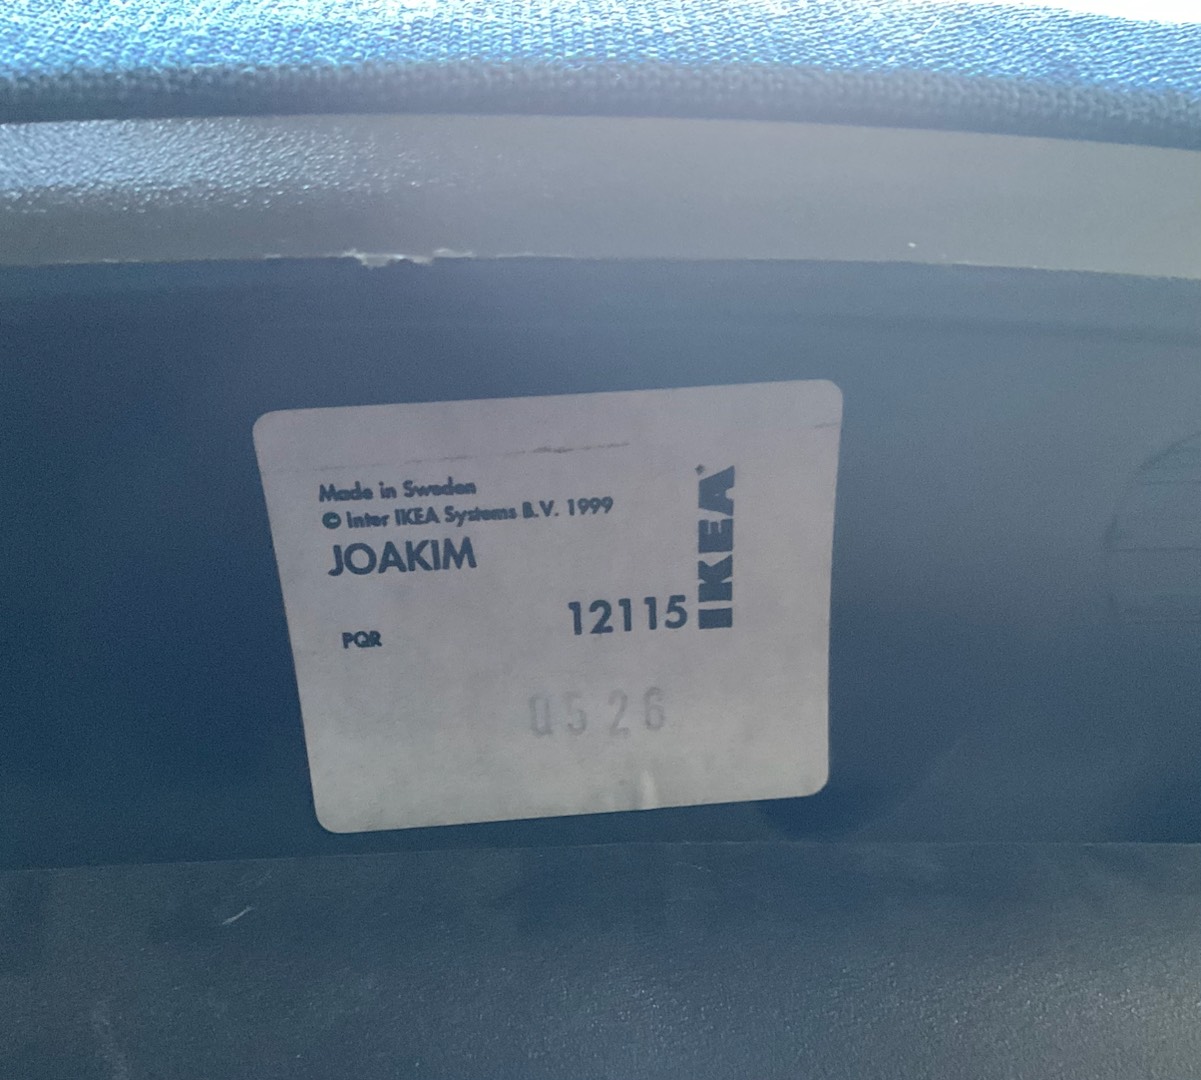 Made in Sweden
© Inter IKEA Systems B.V. 1999
JOAKIM
12115
PQR
0526
IKEA®